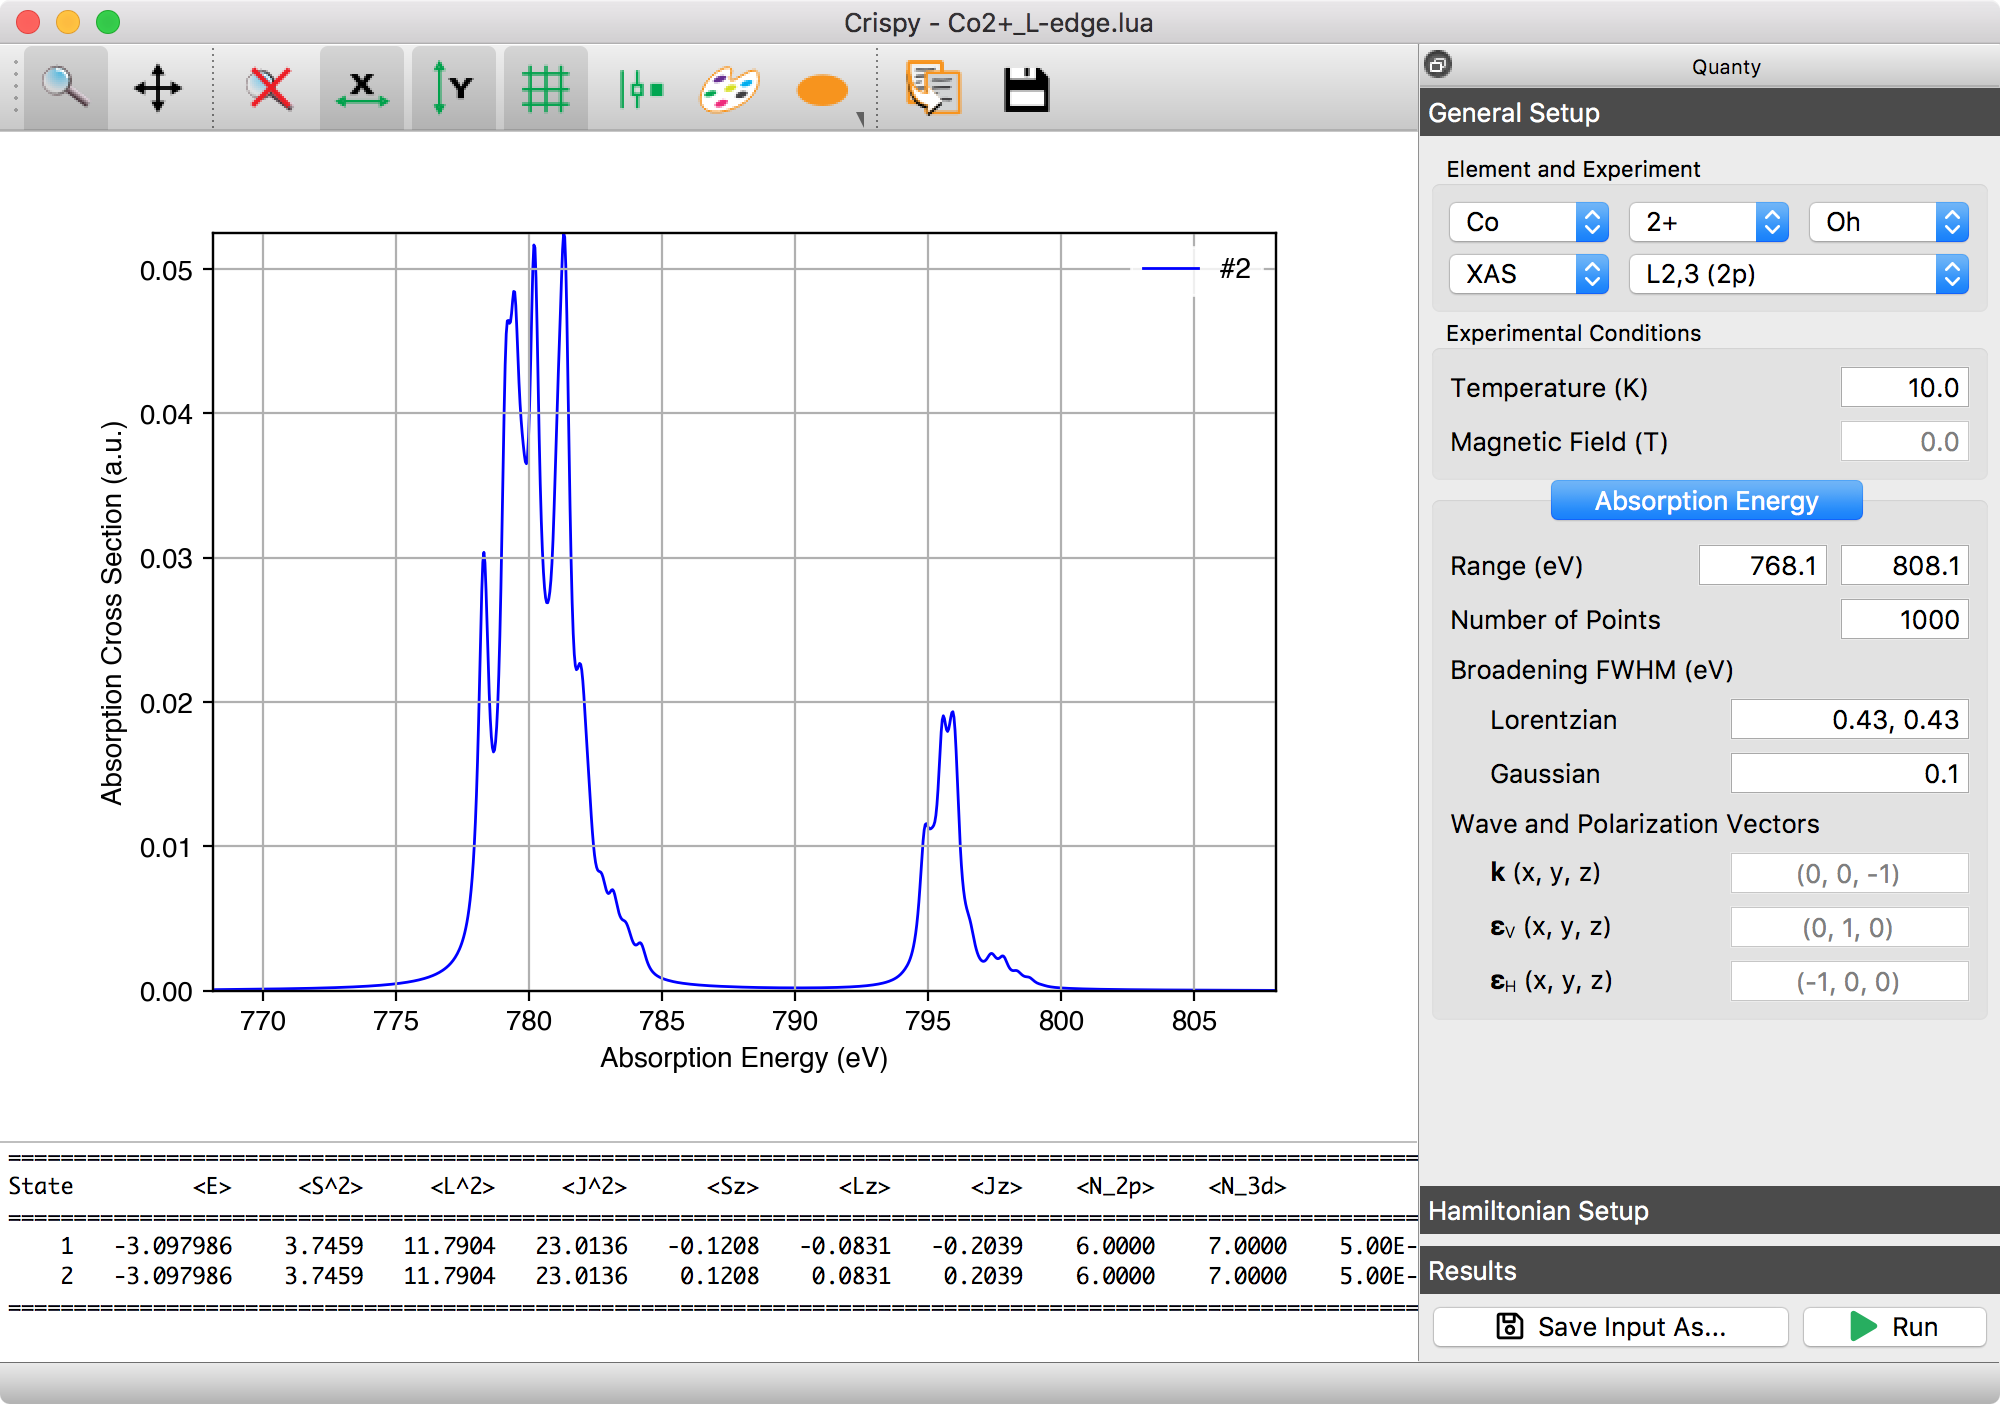 Crispy - Co2+_L-edge.lua
X
Y
#2
0.05
0.04
0.03
0.02
0.01
0.00
Absorption Cross Section (a.u.)
770 775 780 785 790 795 800 805
Absorption Energy (eV)
================================================================================
State <E> <S^2> <L^2> <J^2> <Sz> <Lz> <Jz> <N_2p> <N_3d>
================================================================================
1 -3.097986 3.7459 11.7904 23.0136 -0.1208 -0.0831 -0.2039 6.0000 7.0000 5.00E-
2 -3.097986 3.7459 11.7904 23.0136 0.1208 0.0831 0.2039 6.0000 7.0000 5.00E-
================================================================================
Quanty
General Setup
Element and Experiment
Co 2+ Oh
XAS L2,3 (2p)
Experimental Conditions
Temperature (K) 10.0
Magnetic Field (T) 0.0
Absorption Energy
Range (eV) 768.1 808.1
Number of Points 1000
Broadening FWHM (eV)
Lorentzian 0.43, 0.43
Gaussian 0.1
Wave and Polarization Vectors
k (x, y, z) (0, 0, -1)
εV (x, y, z) (0, 1, 0)
εH (x, y, z) (-1, 0, 0)
Hamiltonian Setup
Results
Save Input As... Run